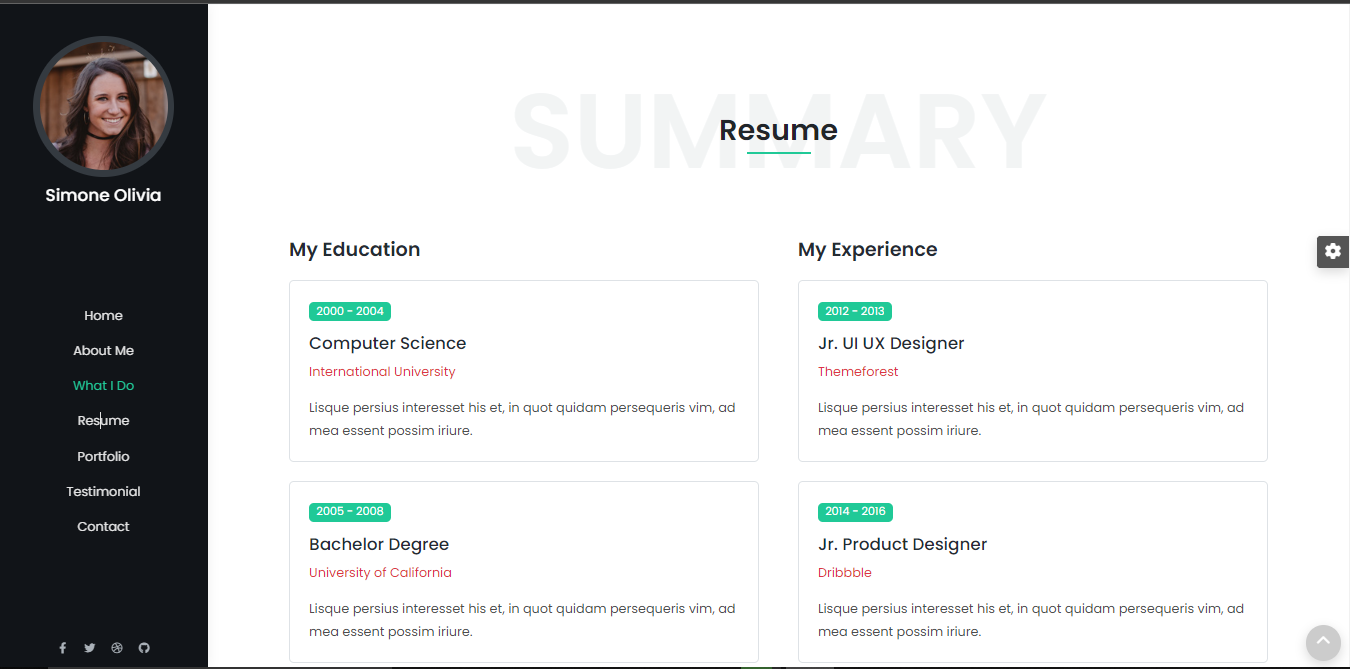 Simone Olivia
Home
About Me
What I Do
Resume
Portfolio
Testimonial
Contact
SUMMARY
Resume
My Education
2000 - 2004
Computer Science
International University
Lisque persius interesset his et, in quot quidam persequeris vim, ad
mea essent possim iriure.
2005 - 2008
Bachelor Degree
University of California
Lisque persius interesset his et, in quot quidam persequeris vim, ad
mea essent possim iriure.
My Experience
2012 - 2013
Jr. UI UX Designer
Themeforest
Lisque persius interesset his et, in quot quidam persequeris vim, ad
mea essent possim iriure.
2014 - 2016
Jr. Product Designer
Dribbble
Lisque persius interesset his et, in quot quidam persequeris vim, ad
mea essent possim iriure.